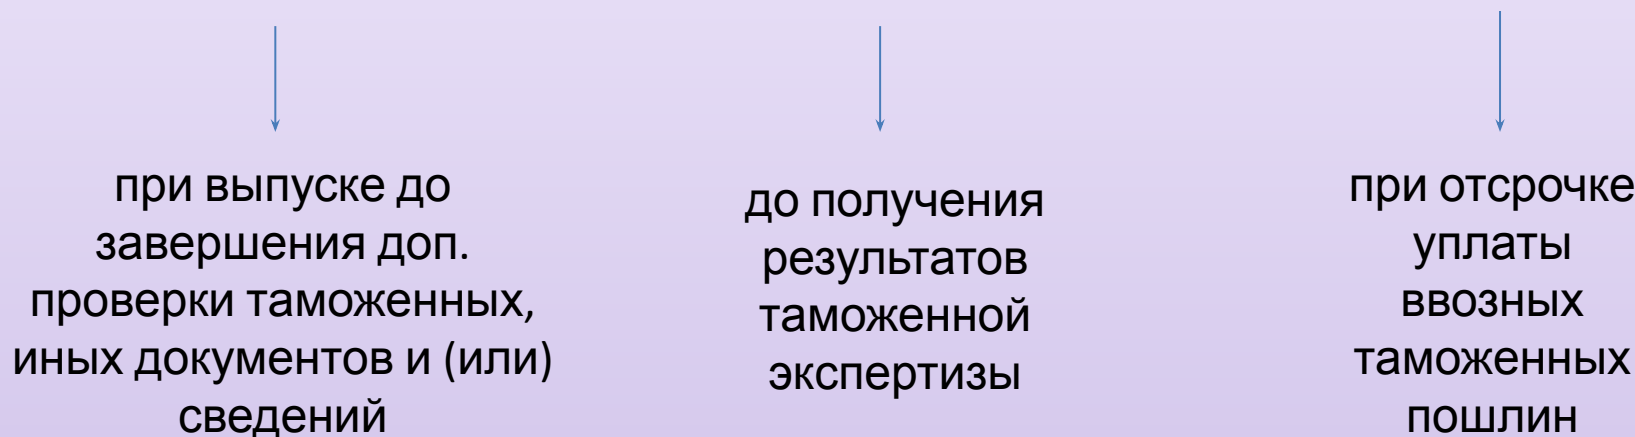 при выпуске до
завершения доп.
проверки таможенных,
иных документов и (или)
сведений
до получения
результатов
таможенной
экспертизы
при отсрочке
уплаты
ввозных
таможенных
пошлин